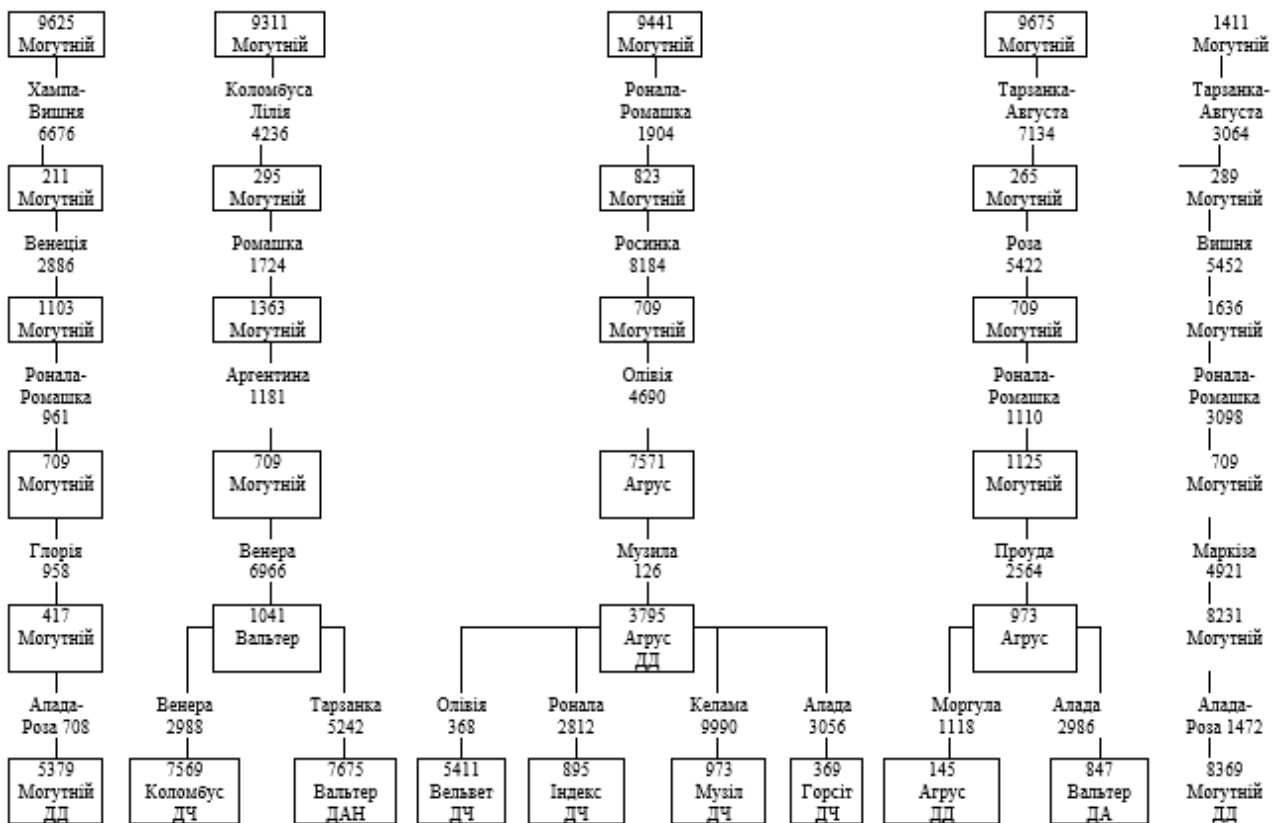 9625
Могутній
9311
Могутній
9441
Могутній
9675
Могутній
1411
Могутній
Хампа-
Вишня
6676
Коломбуса
Лілія
4236
Ронала-
Ромашка
1904
Тарзанка-
Августа
7134
Тарзанка-
Августа
3064
211
Могутній
295
Могутній
823
Могутній
265
Могутній
289
Могутній
Венеція
2886
Ромашка
1724
Росинка
8184
Роза
5422
Вишня
5452
1103
Могутній
1363
Могутній
709
Могутній
709
Могутній
1636
Могутній
Ронала-
Ромашка
961
Аргентина
1181
Олівія
4690
Ронала-
Ромашка
1110
Ронала-
Ромашка
3098
709
Могутній
709
Могутній
7571
Агрус
1125
Могутній
709
Могутній
Глорія
958
Венера
6966
Музила
126
Проуда
2564
Маркіза
4921
417
Могутній
1041
Вальтер
3795
Агрус
ДД
973
Агрус
8231
Могутній
Алада-
Роза 708
Венера
2988
Тарзанка
5242
Олівія
368
Ронала
2812
Келама
9990
Алада
3056
Моргула
1118
Алада
2986
Алада-
Роза 1472
5379
Могутній
ДД
7569
Коломбус
ДЧ
7675
Вальтер
ДАН
5411
Вельвет
ДЧ
895
Індекс
ДЧ
973
Музіл
ДЧ
369
Горсіт
ДЧ
145
Агрус
ДД
847
Вальтер
ДА
8369
Могутній
ДД